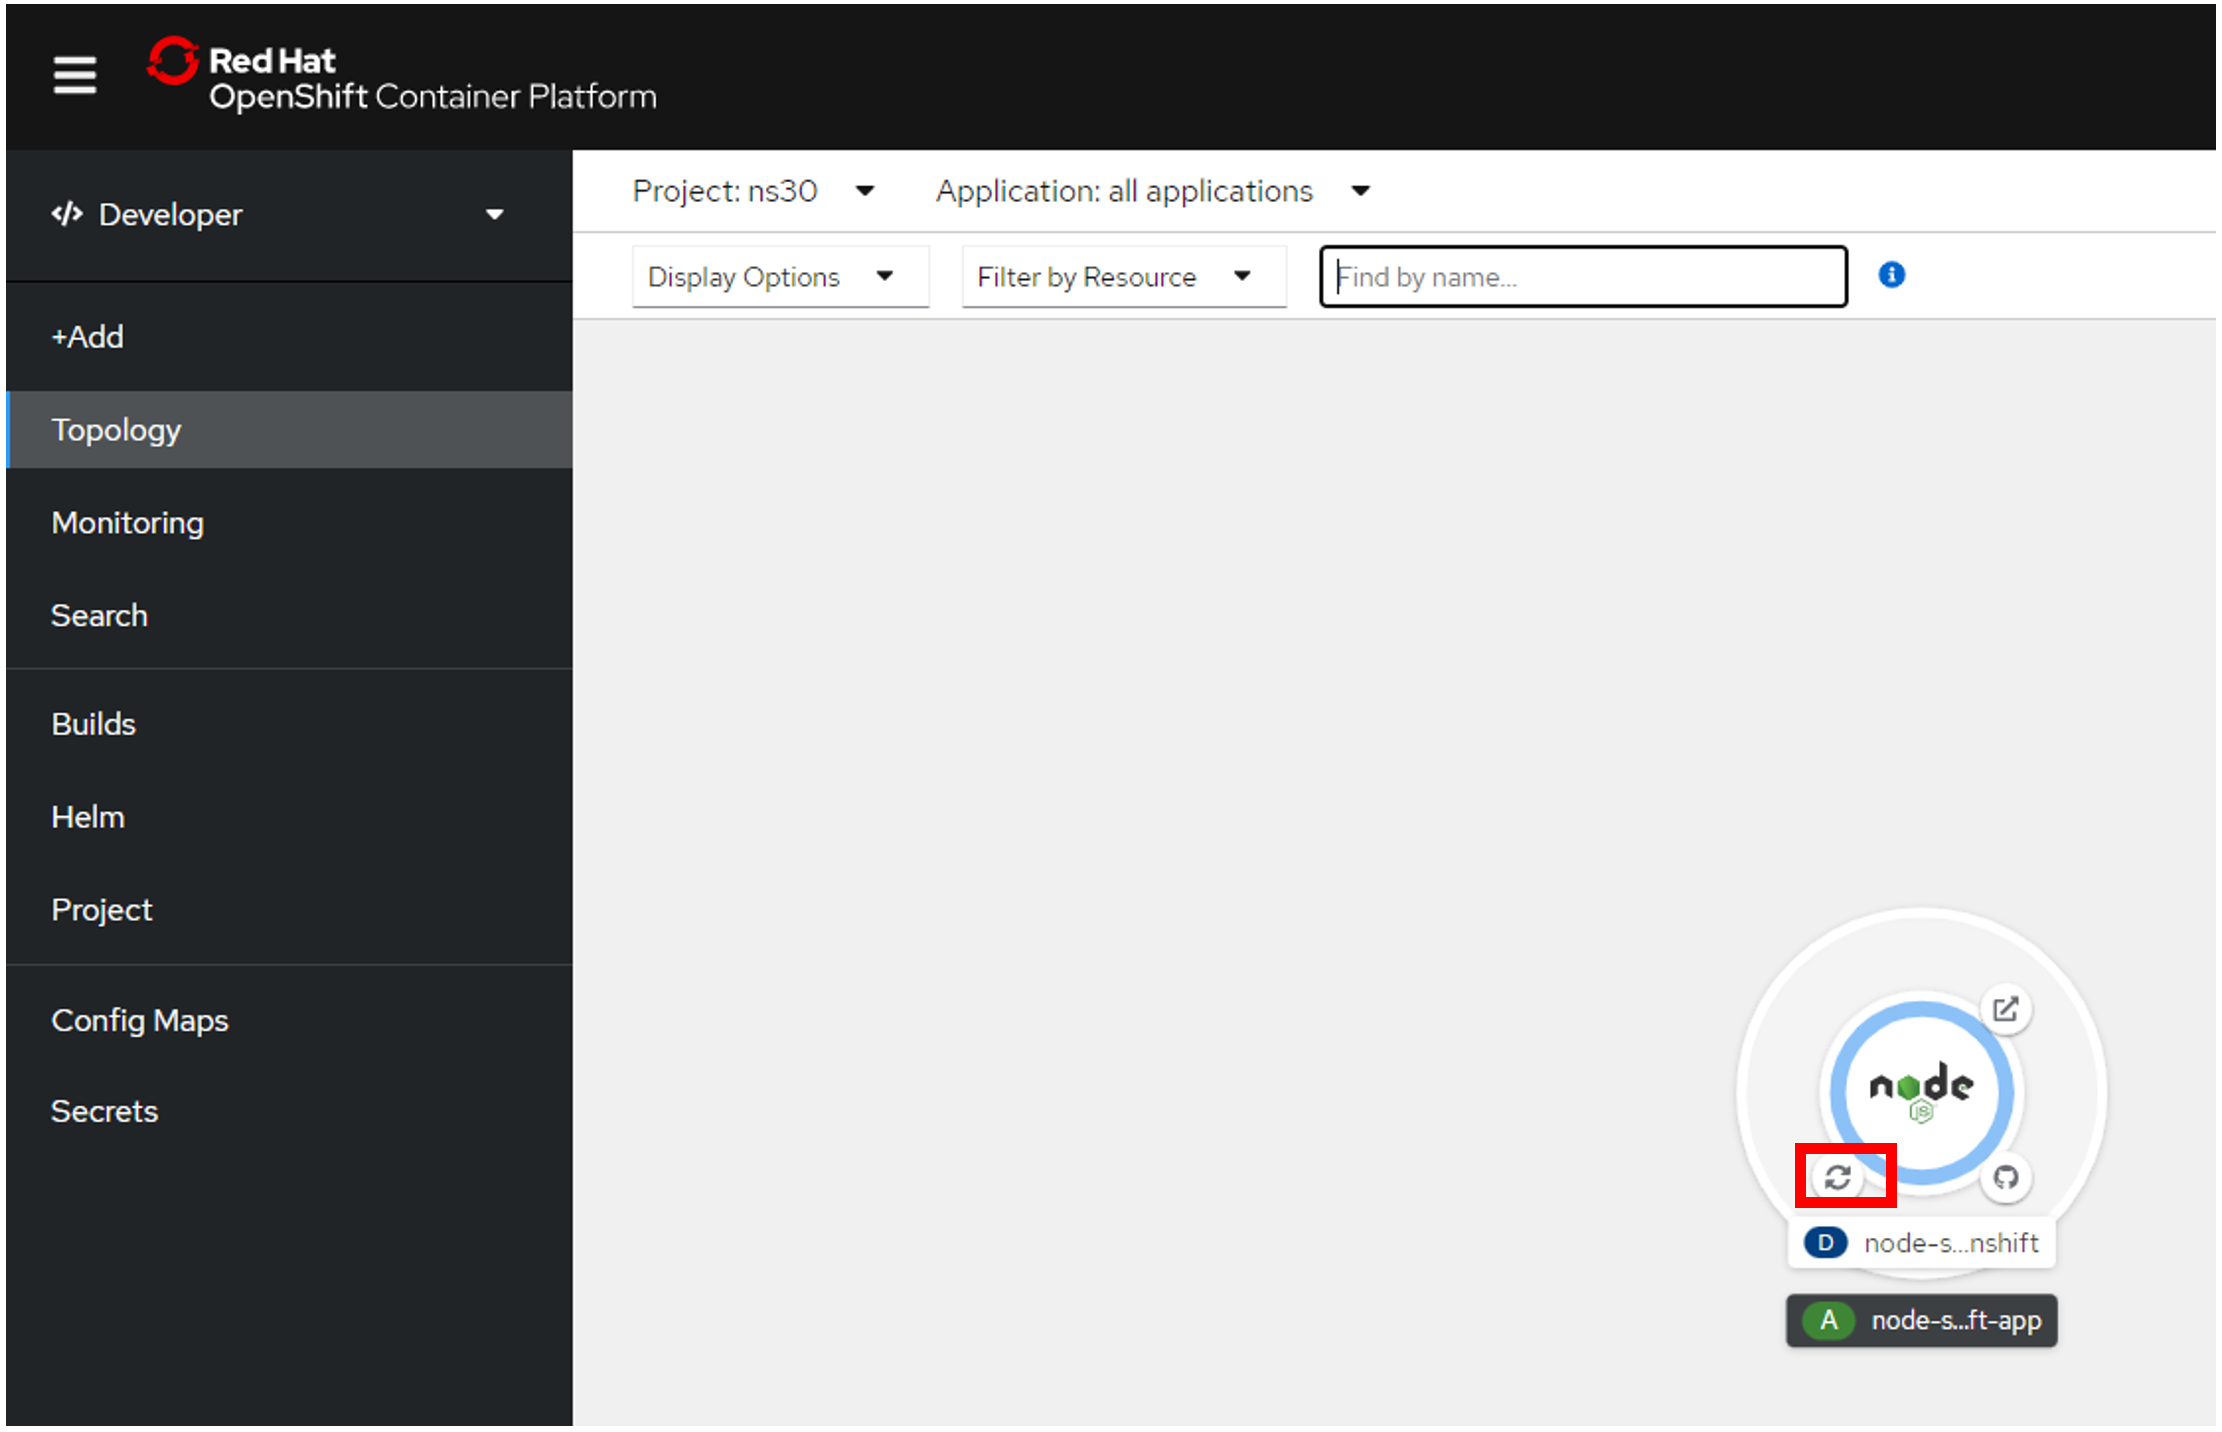 Red Hat
OpenShift Container Platform
</> Developer
Project: ns30
Application: all applications
Display Options
Filter by Resource
Find by name...
+Add
Topology
Monitoring
Search
Builds
Helm
Project
Config Maps
Secrets
node
JS
D node-s...nshift
A node-s...ft-app